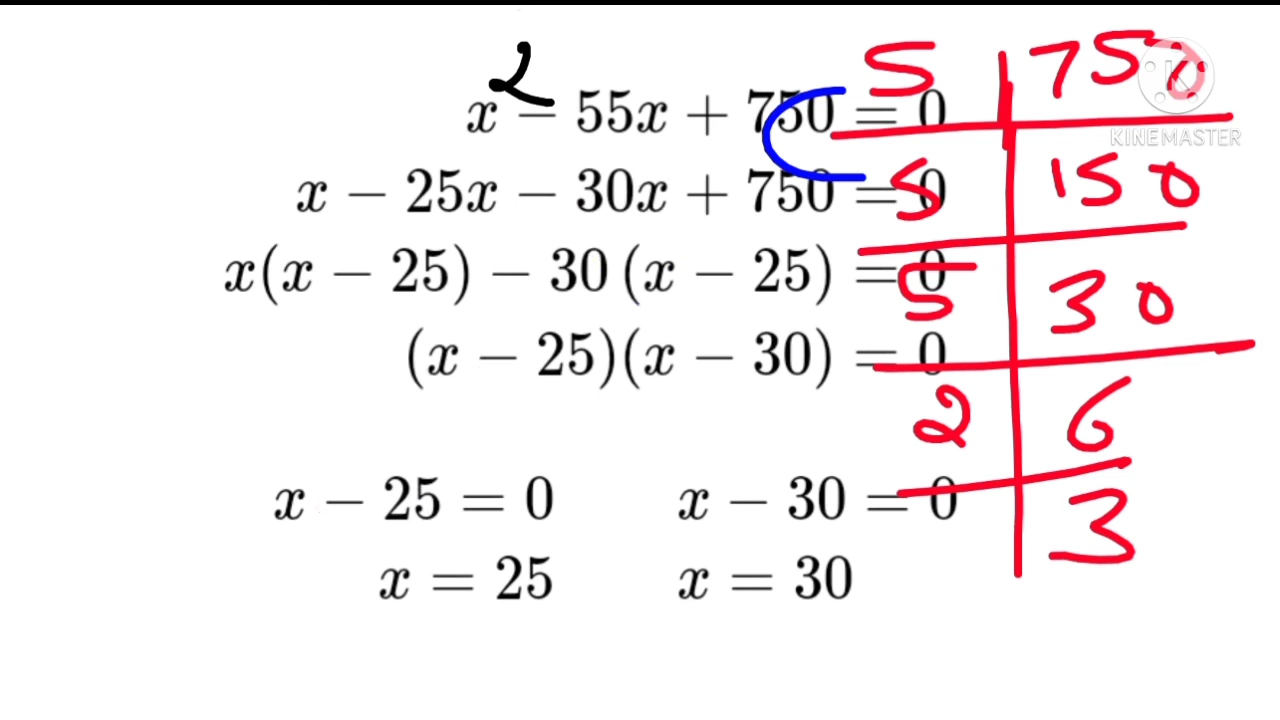 x² − 55x + 750 = 0
x − 25x − 30x + 750 = 0
x(x − 25) − 30 (x − 25) = 0
(x − 25)(x − 30) = 0
x − 25 = 0 x − 30 = 0
x = 25 x = 30
5 750
5 150
5 30
2 6
3
KINEMASTER